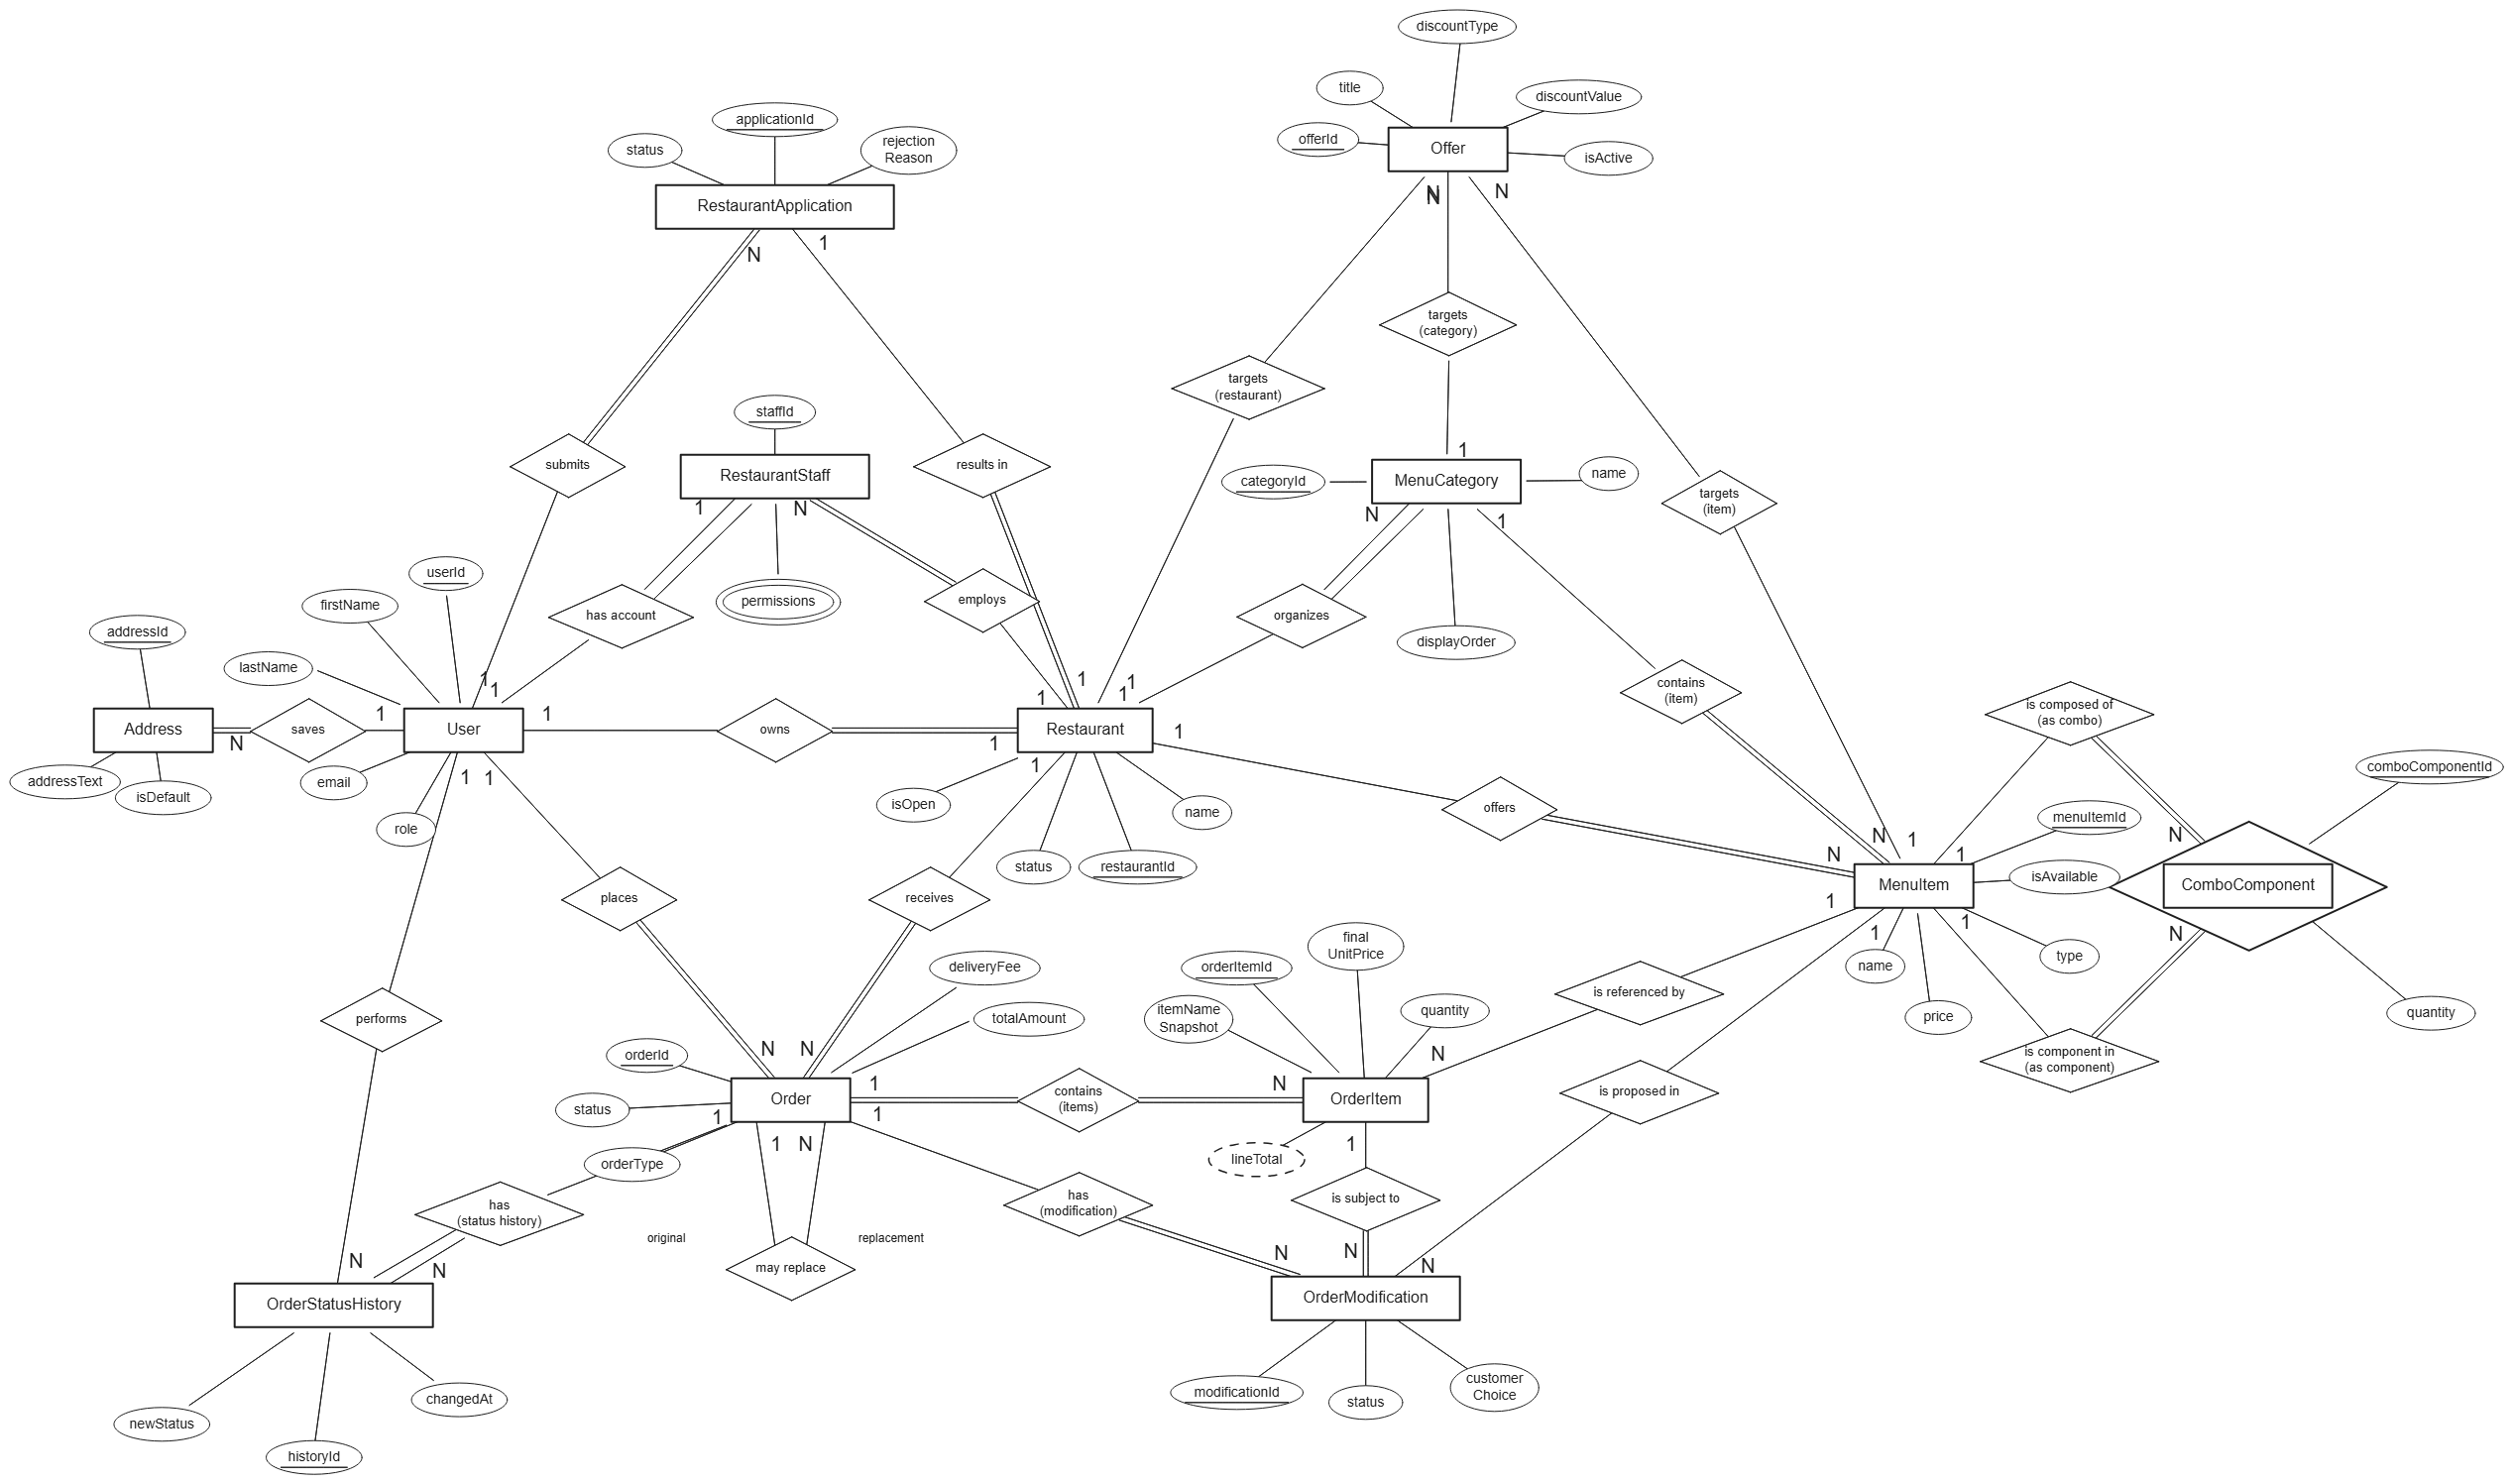 discountType
title
discountValue
offerId
Offer
isActive
applicationId
status
rejection
Reason
RestaurantApplication
N
1
N
N
N
targets
(category)
targets
(restaurant)
staffId
1
submits
results in
RestaurantStaff
categoryId
MenuCategory
name
targets
(item)
1
N
N
1
userId
firstName
permissions
employs
has account
organizes
addressId
displayOrder
lastName
contains
(item)
1
1
1
1
1
1
is composed of
(as combo)
Address
N
saves
1
User
1
owns
1
Restaurant
1
addressText
isDefault
email
1
1
1
isOpen
name
offers
comboComponentId
role
menuItemId
N
1
N
N
1
status
restaurantId
MenuItem
isAvailable
ComboComponent
places
receives
1
1
1
N
final
UnitPrice
deliveryFee
orderItemId
name
type
is referenced by
itemName
Snapshot
quantity
price
quantity
performs
totalAmount
orderId
N
N
N
is component in
(as component)
status
1
Order
1
1
contains
(items)
N
OrderItem
is proposed in
1
N
1
lineTotal
orderType
has
(status history)
has
(modification)
is subject to
original
replacement
may replace
N
N
N
N
N
OrderStatusHistory
OrderModification
newStatus
changedAt
historyId
modificationId
status
customer
Choice